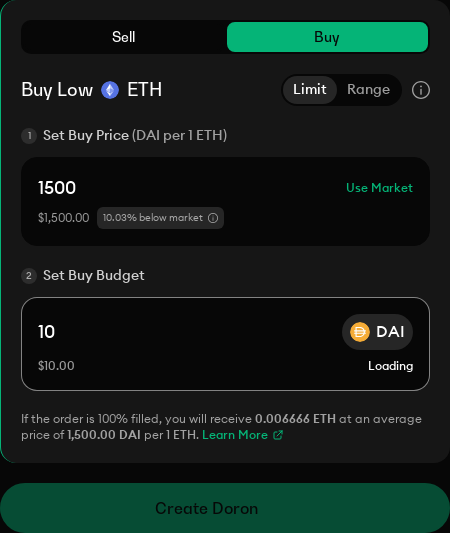 Sell Buy
Buy Low ETH Limit Range
1 Set Buy Price (DAI per 1 ETH)
1500 Use Market
$1,500.00 10.03% below market
2 Set Buy Budget
10 DAI
$10.00 Loading
If the order is 100% filled, you will receive 0.006666 ETH at an average
price of 1,500.00 DAI per 1 ETH. Learn More
Create Doron